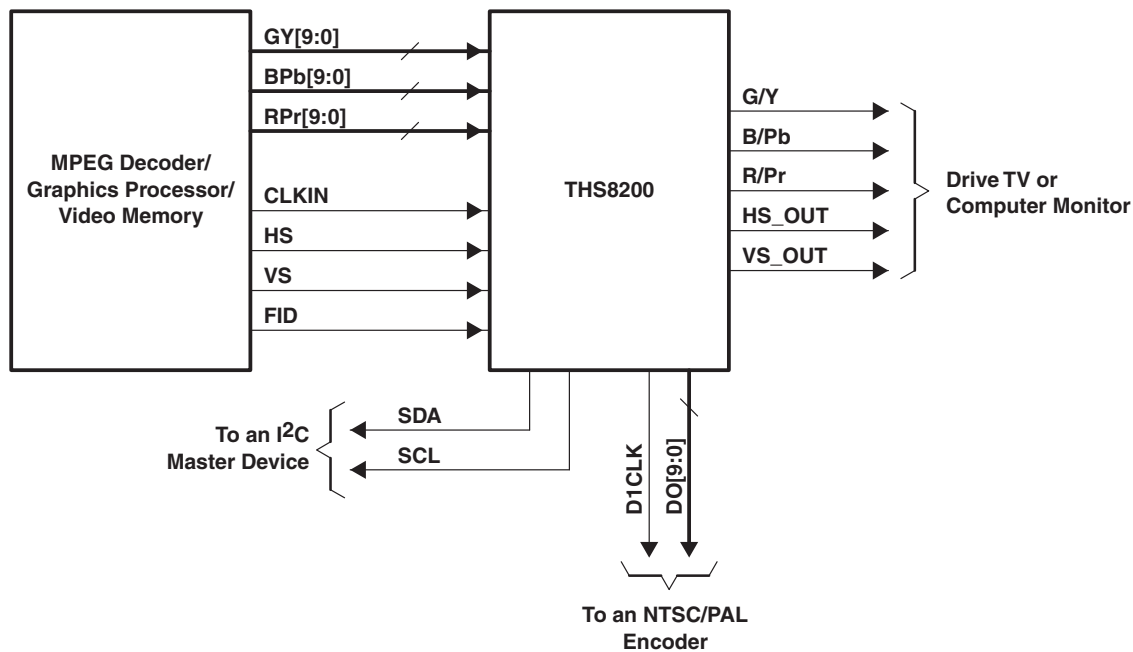 GY[9:0]
BPb[9:0]
RPr[9:0]
MPEG Decoder/
Graphics Processor/
Video Memory
CLKIN
HS
VS
FID
THS8200
G/Y
B/Pb
R/Pr
HS_OUT
VS_OUT
Drive TV or
Computer Monitor
To an I2C
Master Device
SDA
SCL
D1CLK
DO[9:0]
To an NTSC/PAL
Encoder